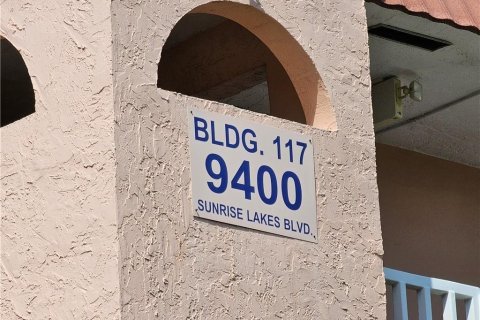 BLDG. 117
9400
SUNRISE LAKES BLVD.